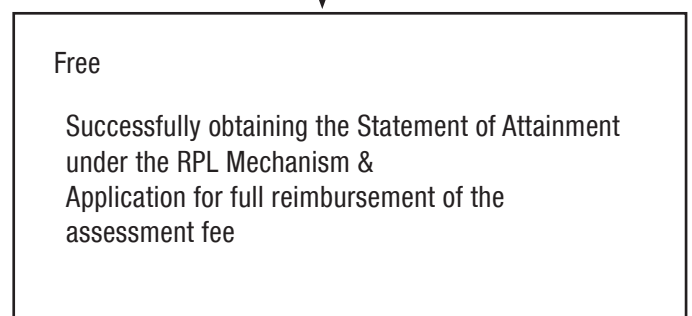 Free
Successfully obtaining the Statement of Attainment
under the RPL Mechanism &
Application for full reimbursement of the
assessment fee